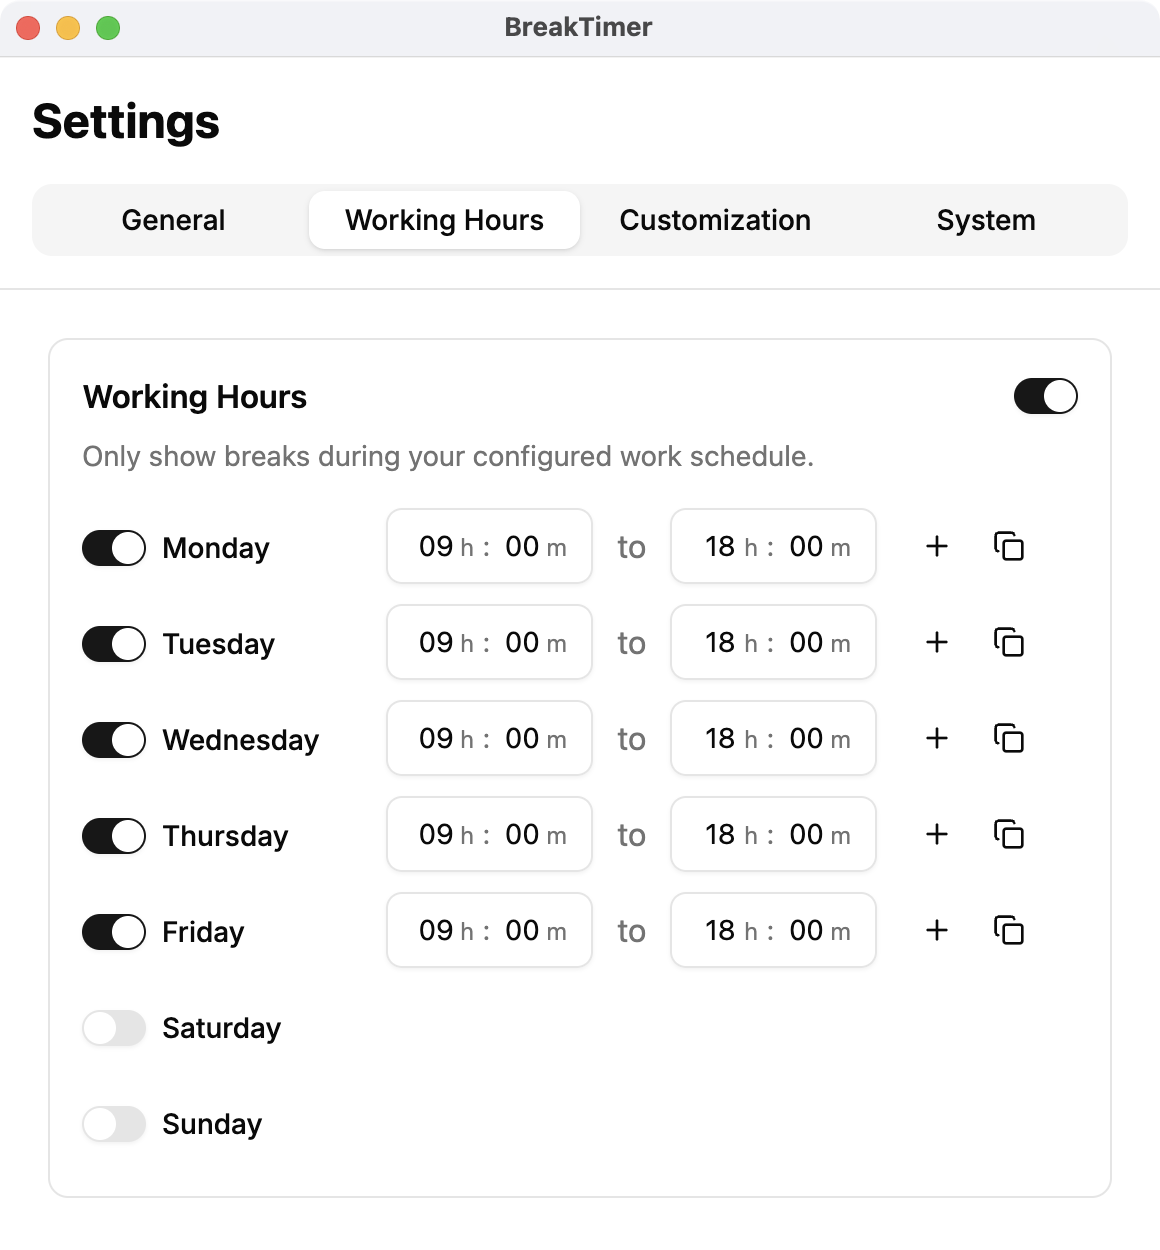 BreakTimer
Settings
General Working Hours Customization System
Working Hours
Only show breaks during your configured work schedule.
Monday 09 h : 00 m to 18 h : 00 m
Tuesday 09 h : 00 m to 18 h : 00 m
Wednesday 09 h : 00 m to 18 h : 00 m
Thursday 09 h : 00 m to 18 h : 00 m
Friday 09 h : 00 m to 18 h : 00 m
Saturday
Sunday